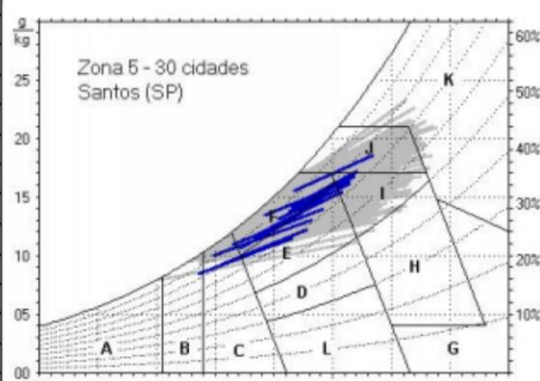 g
kg
Zona 5 - 30 cidades
Santos (SP)
60%
K
25
50%
20
40%
J
15
I
30%
F
10
E
H
20%
D
05
10%
A
B
C
L
G
00